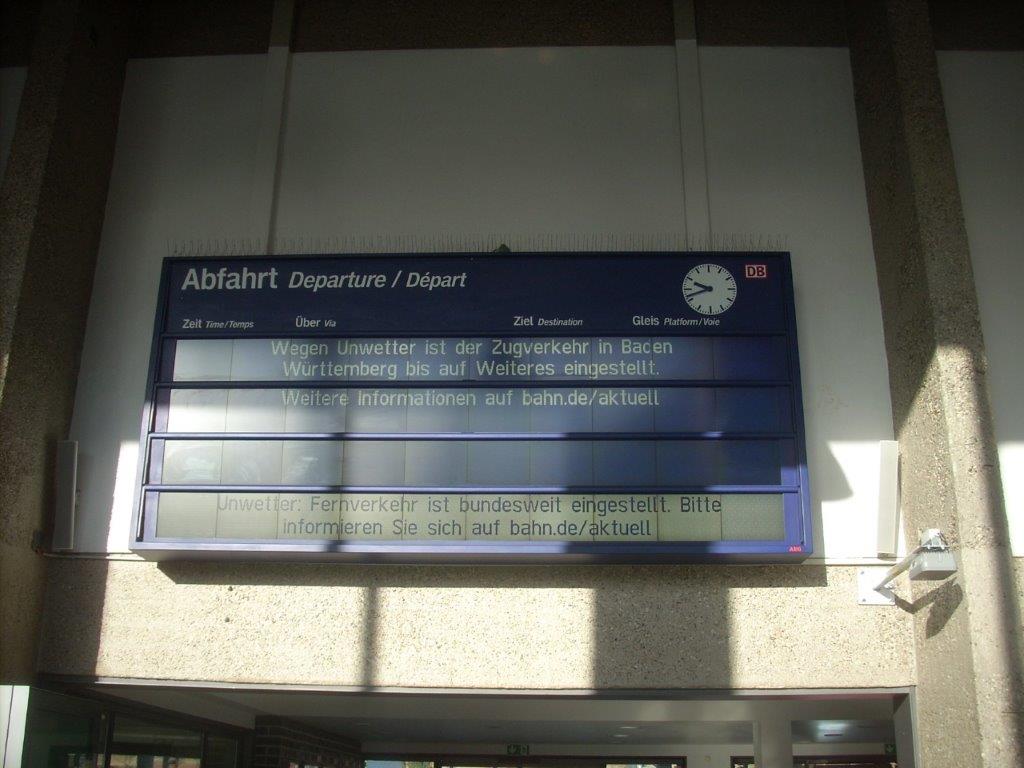 Abfahrt Departure / Départ
DB
Zeit Time/Temps Über Via Ziel Destination Gleis Platform/Voie
Wegen Unwetter ist der Zugverkehr in Baden
Württemberg bis auf Weiteres eingestellt.
Weitere Informationen auf bahn.de/aktuell
Unwetter: Fernverkehr ist bundesweit eingestellt. Bitte
informieren Sie sich auf bahn.de/aktuell